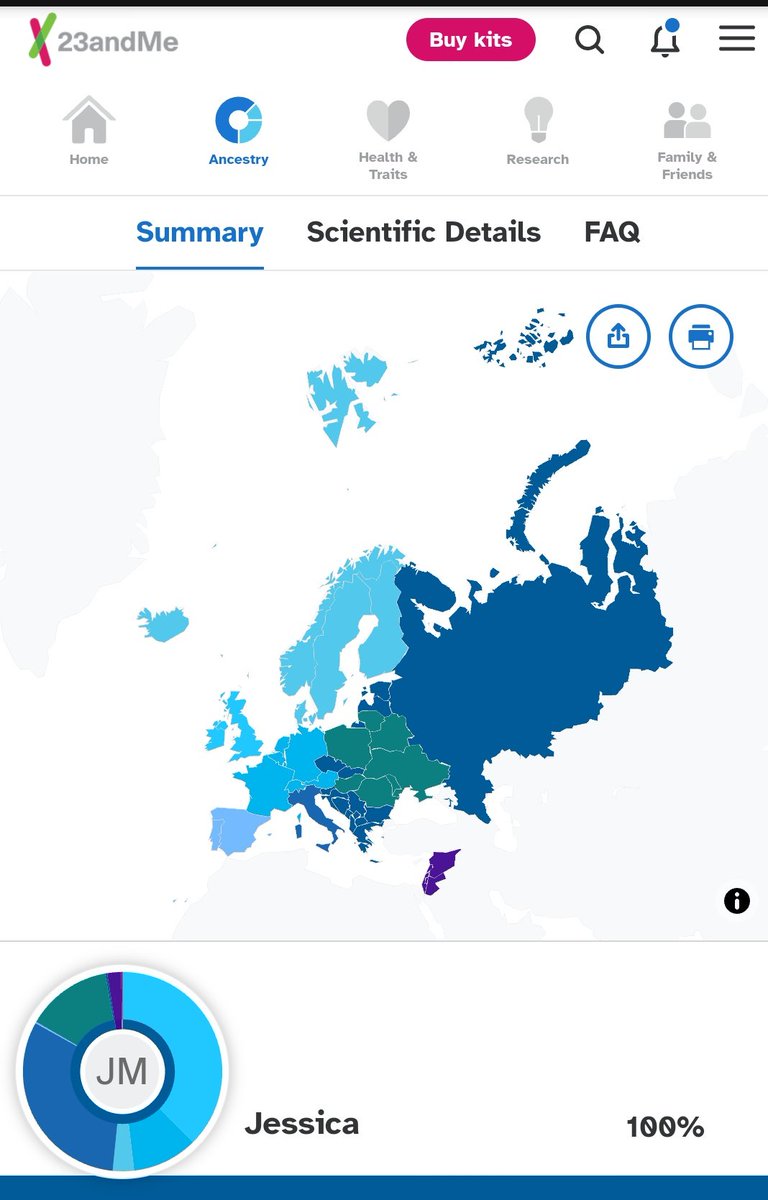 23andMe
Buy kits
Home
Ancestry
Health &
Traits
Research
Family &
Friends
Summary
Scientific Details
FAQ
JM
Jessica
100%